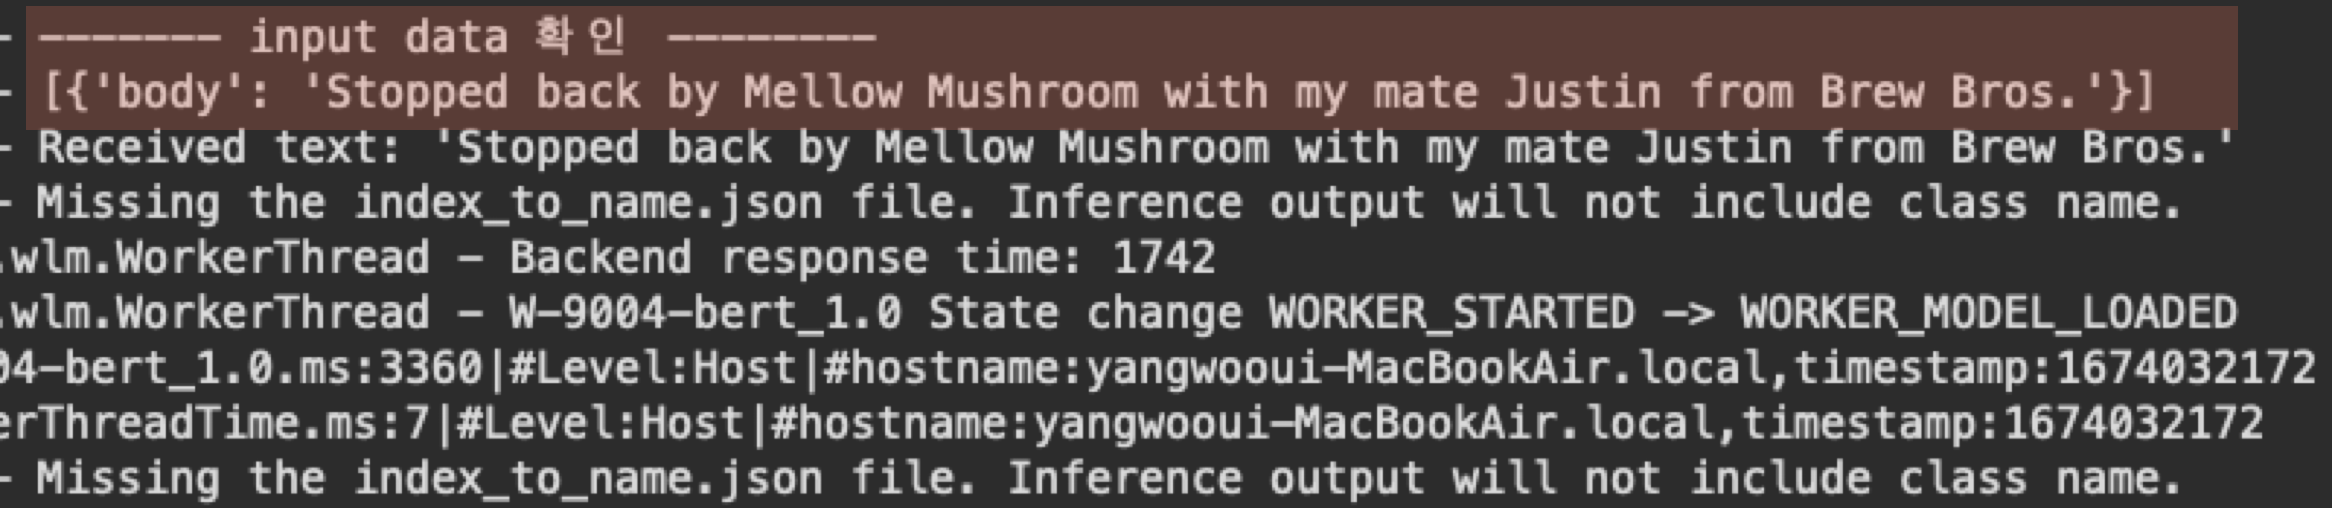 - ------- input data 확인 --------
- [{'body': 'Stopped back by Mellow Mushroom with my mate Justin from Brew Bros.'}]
- Received text: 'Stopped back by Mellow Mushroom with my mate Justin from Brew Bros.'
- Missing the index_to_name.json file. Inference output will not include class name.
.wlm.WorkerThread - Backend response time: 1742
.wlm.WorkerThread - W-9004-bert_1.0 State change WORKER_STARTED -> WORKER_MODEL_LOADED
04-bert_1.0.ms:3360|#Level:Host|#hostname:yangwooui-MacBookAir.local,timestamp:1674032172
erThreadTime.ms:7|#Level:Host|#hostname:yangwooui-MacBookAir.local,timestamp:1674032172
- Missing the index_to_name.json file. Inference output will not include class name.